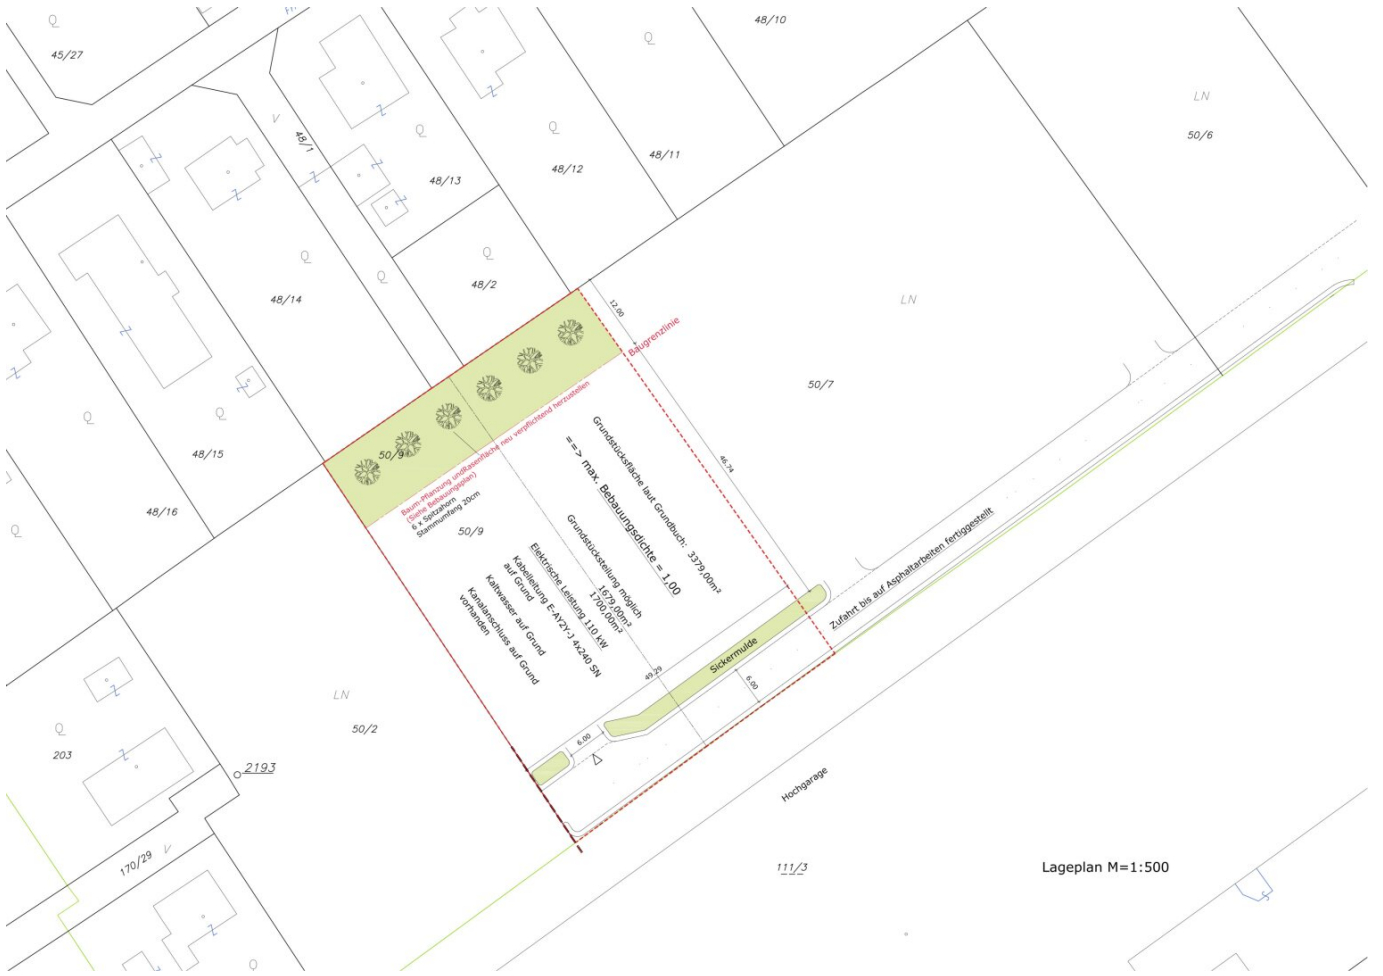 48/10
45/27
Q
Q
LN
50/6
V
48/1
Q
Q
48/11
48/12
48/13
Q
Q
Q
48/2
48/14
LN
12.00
Baugrenzlinie
50/7
Q
Q
48/15
50/9
48/16
Q
Baum-Pflanzung undRasenfläche neu verpflichtend herzustellen
(Siehe Bebauungsplan)
6 x Spitzahorn
Stammumfang 20cm
50/9
46.74
Grundstücksfläche laut Grundbuch: 3379,00m²
==> max. Bebauungsdichte = 1,00
Grundstücksteilung möglich
1679,00m²
1700,00m²
Elektrische Leistung 110 kW
Kabelleitung E-AY2Y-J 4x240 SN
auf Grund
Kaltwasser auf Grund
Kanalanschluss auf Grund
vorhanden
Zufahrt bis auf Asphaltarbeiten fertiggestellt
Sickermulde
49.29
6.00
6.00
LN
50/2
Q
203
2193
Hochgarage
170/29
V
111/3
Lageplan M=1:500
Q